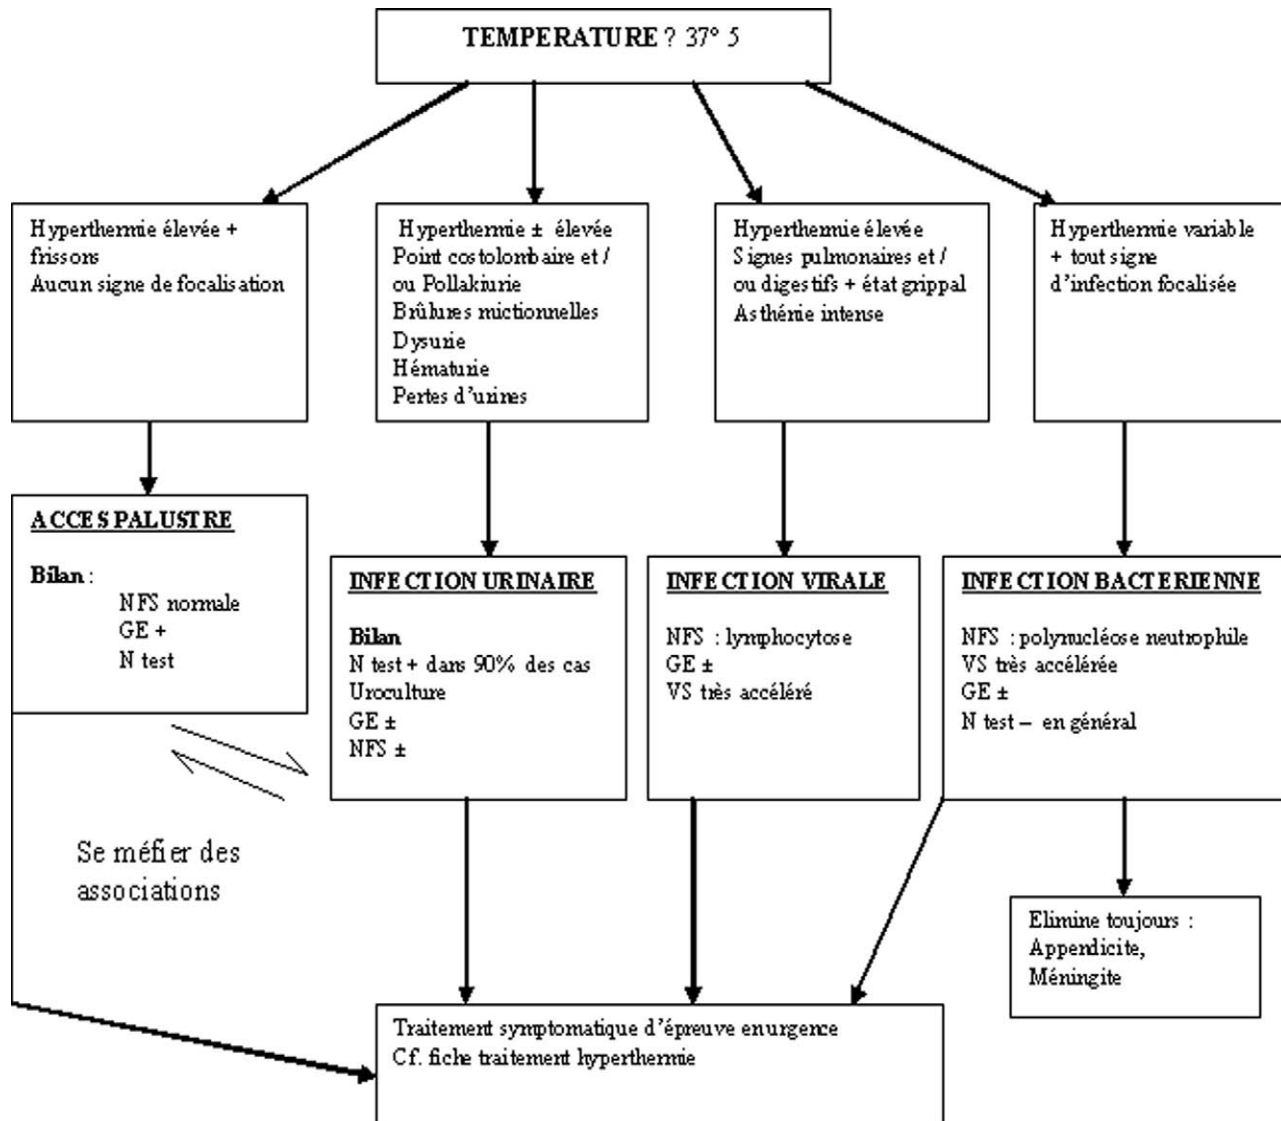 TEMPERATURE ? 37° 5
Hyperthermie élevée +
frissons
Aucun signe de focalisation
Hyperthermie ± élevée
Point costolombaire et /
ou Pollakiurie
Brûlures mictionnelles
Dysurie
Hématurie
Pertes d'urines
Hyperthermie élevée
Signes pulmonaires et /
ou digestifs + état grippal
Asthénie intense
Hyperthermie variable
+ tout signe
d'infection focalisée
ACCES PALUSTRE
Bilan :
NFS normale
GE +
N test
INFECTION URINAIRE
Bilan
N test + dans 90% des cas
Uroculture
GE ±
NFS ±
INFECTION VIRALE
NFS : lymphocytose
GE ±
VS très accéléré
INFECTION BACTERIENNE
NFS : polynucléose neutrophile
VS très accélérée
GE ±
N test – en général
Se méfier des
associations
Elimine toujours :
Appendicite,
Méningite
Traitement symptomatique d'épreuve en urgence
Cf. fiche traitement hyperthermie